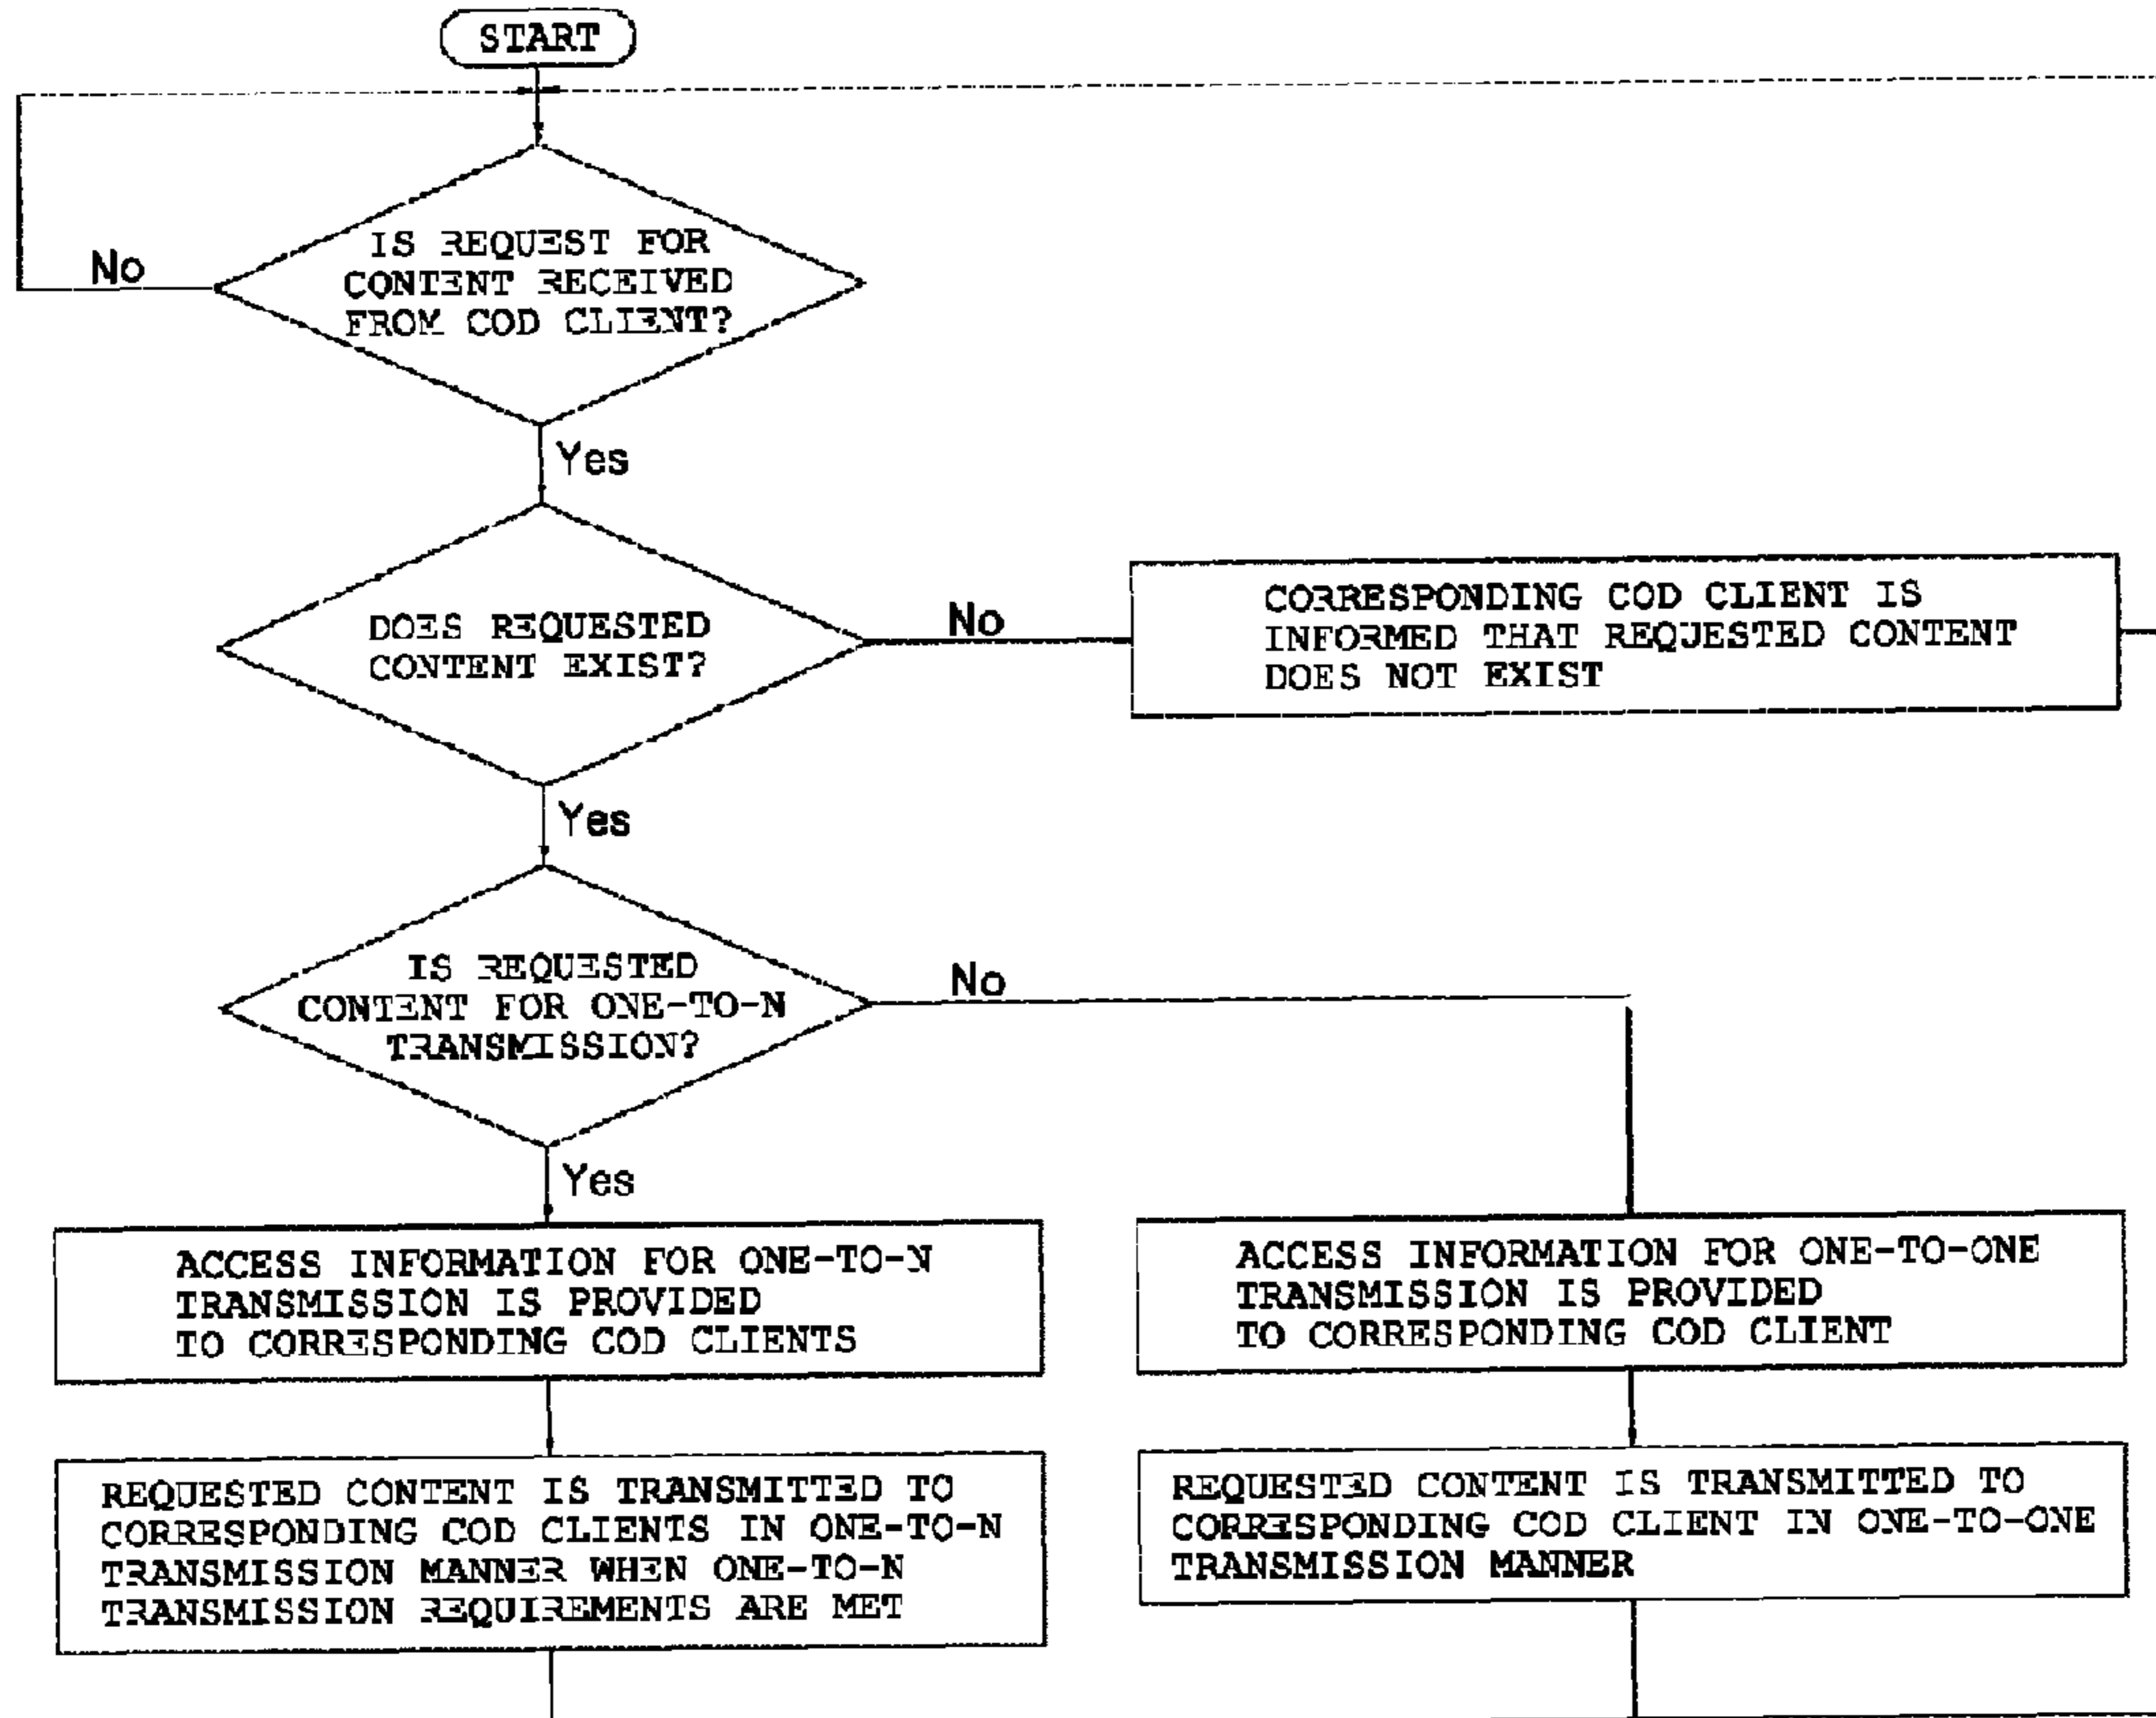 START
No
IS REQUEST FOR
CONTENT RECEIVED
FROM COD CLIENT?
Yes
DOES REQUESTED
CONTENT EXIST?
No
CORRESPONDING COD CLIENT IS
INFORMED THAT REQUESTED CONTENT
DOES NOT EXIST
Yes
IS REQUESTED
CONTENT FOR ONE-TO-N
TRANSMISSION?
No
Yes
ACCESS INFORMATION FOR ONE-TO-N
TRANSMISSION IS PROVIDED
TO CORRESPONDING COD CLIENTS
ACCESS INFORMATION FOR ONE-TO-ONE
TRANSMISSION IS PROVIDED
TO CORRESPONDING COD CLIENT
REQUESTED CONTENT IS TRANSMITTED TO
CORRESPONDING COD CLIENTS IN ONE-TO-N
TRANSMISSION MANNER WHEN ONE-TO-N
TRANSMISSION REQUIREMENTS ARE MET
REQUESTED CONTENT IS TRANSMITTED TO
CORRESPONDING COD CLIENT IN ONE-TO-ONE
TRANSMISSION MANNER